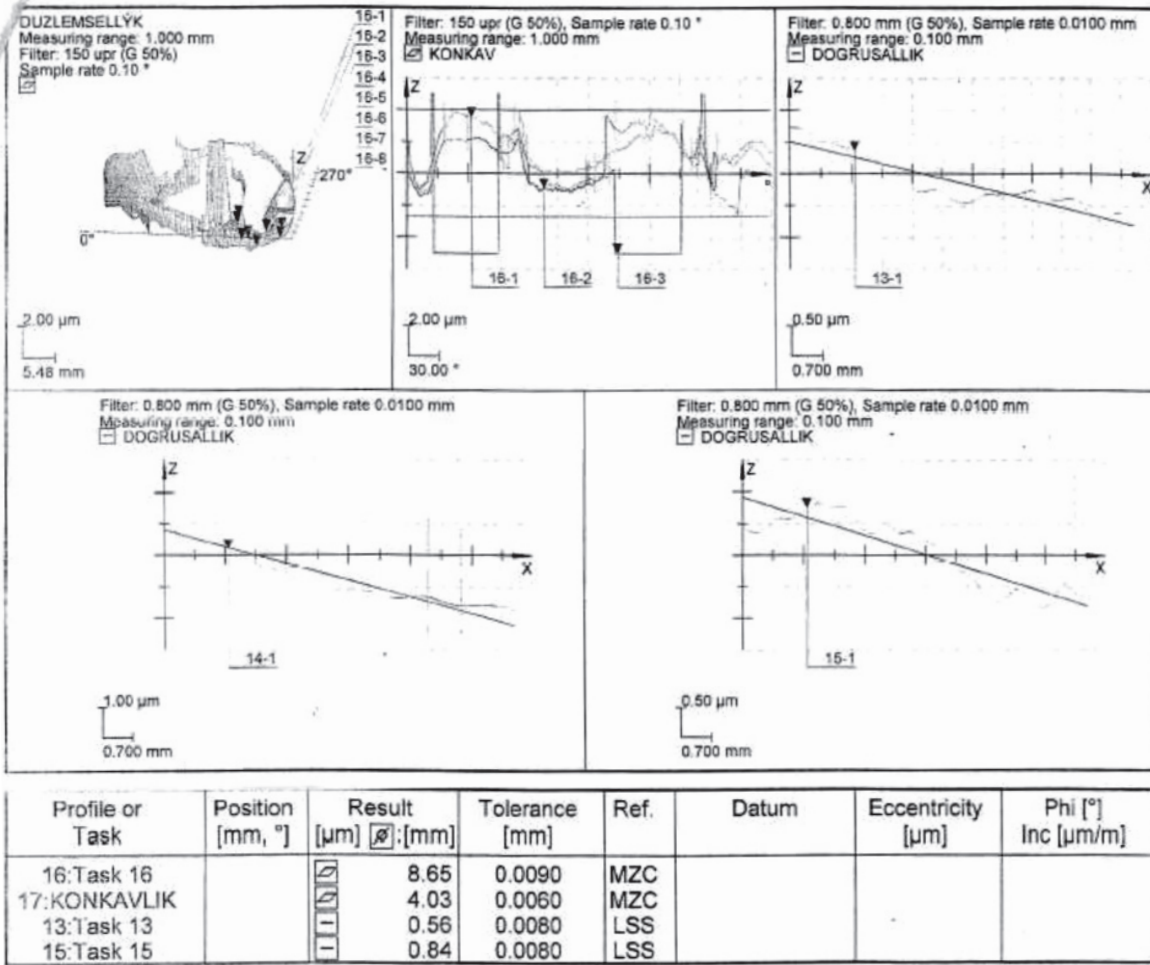 DUZLEMSELLÝK
Measuring range: 1.000 mm
Filter: 150 upr (G 50%)
Sample rate 0.10 °
16-1
16-2
16-3
16-4
16-5
16-6
16-7
16-8
Z
270°
0°
2.00 µm
5.48 mm
Filter: 150 upr (G 50%), Sample rate 0.10 °
Measuring range: 1.000 mm
KONKAV
Z
°
16-1 16-2 16-3
2.00 µm
30.00 °
Filter: 0.800 mm (G 50%), Sample rate 0.0100 mm
Measuring range: 0.100 mm
DOGRUSALLIK
Z
X
13-1
0.50 µm
0.700 mm
Filter: 0.800 mm (G 50%), Sample rate 0.0100 mm
Measuring range: 0.100 mm
DOGRUSALLIK
Z
X
14-1
1.00 µm
0.700 mm
Filter: 0.800 mm (G 50%), Sample rate 0.0100 mm
Measuring range: 0.100 mm
DOGRUSALLIK
Z
X
15-1
0.50 µm
0.700 mm
Profile or Task Position [mm, °] Result [µm] Ø:[mm] Tolerance [mm] Ref. Datum Eccentricity [µm] Phi [°] Inc [µm/m]
16:Task 16 8.65 0.0090 MZC
17:KONKAVLIK 4.03 0.0060 MZC
13:Task 13 0.56 0.0080 LSS
15:Task 15 0.84 0.0080 LSS